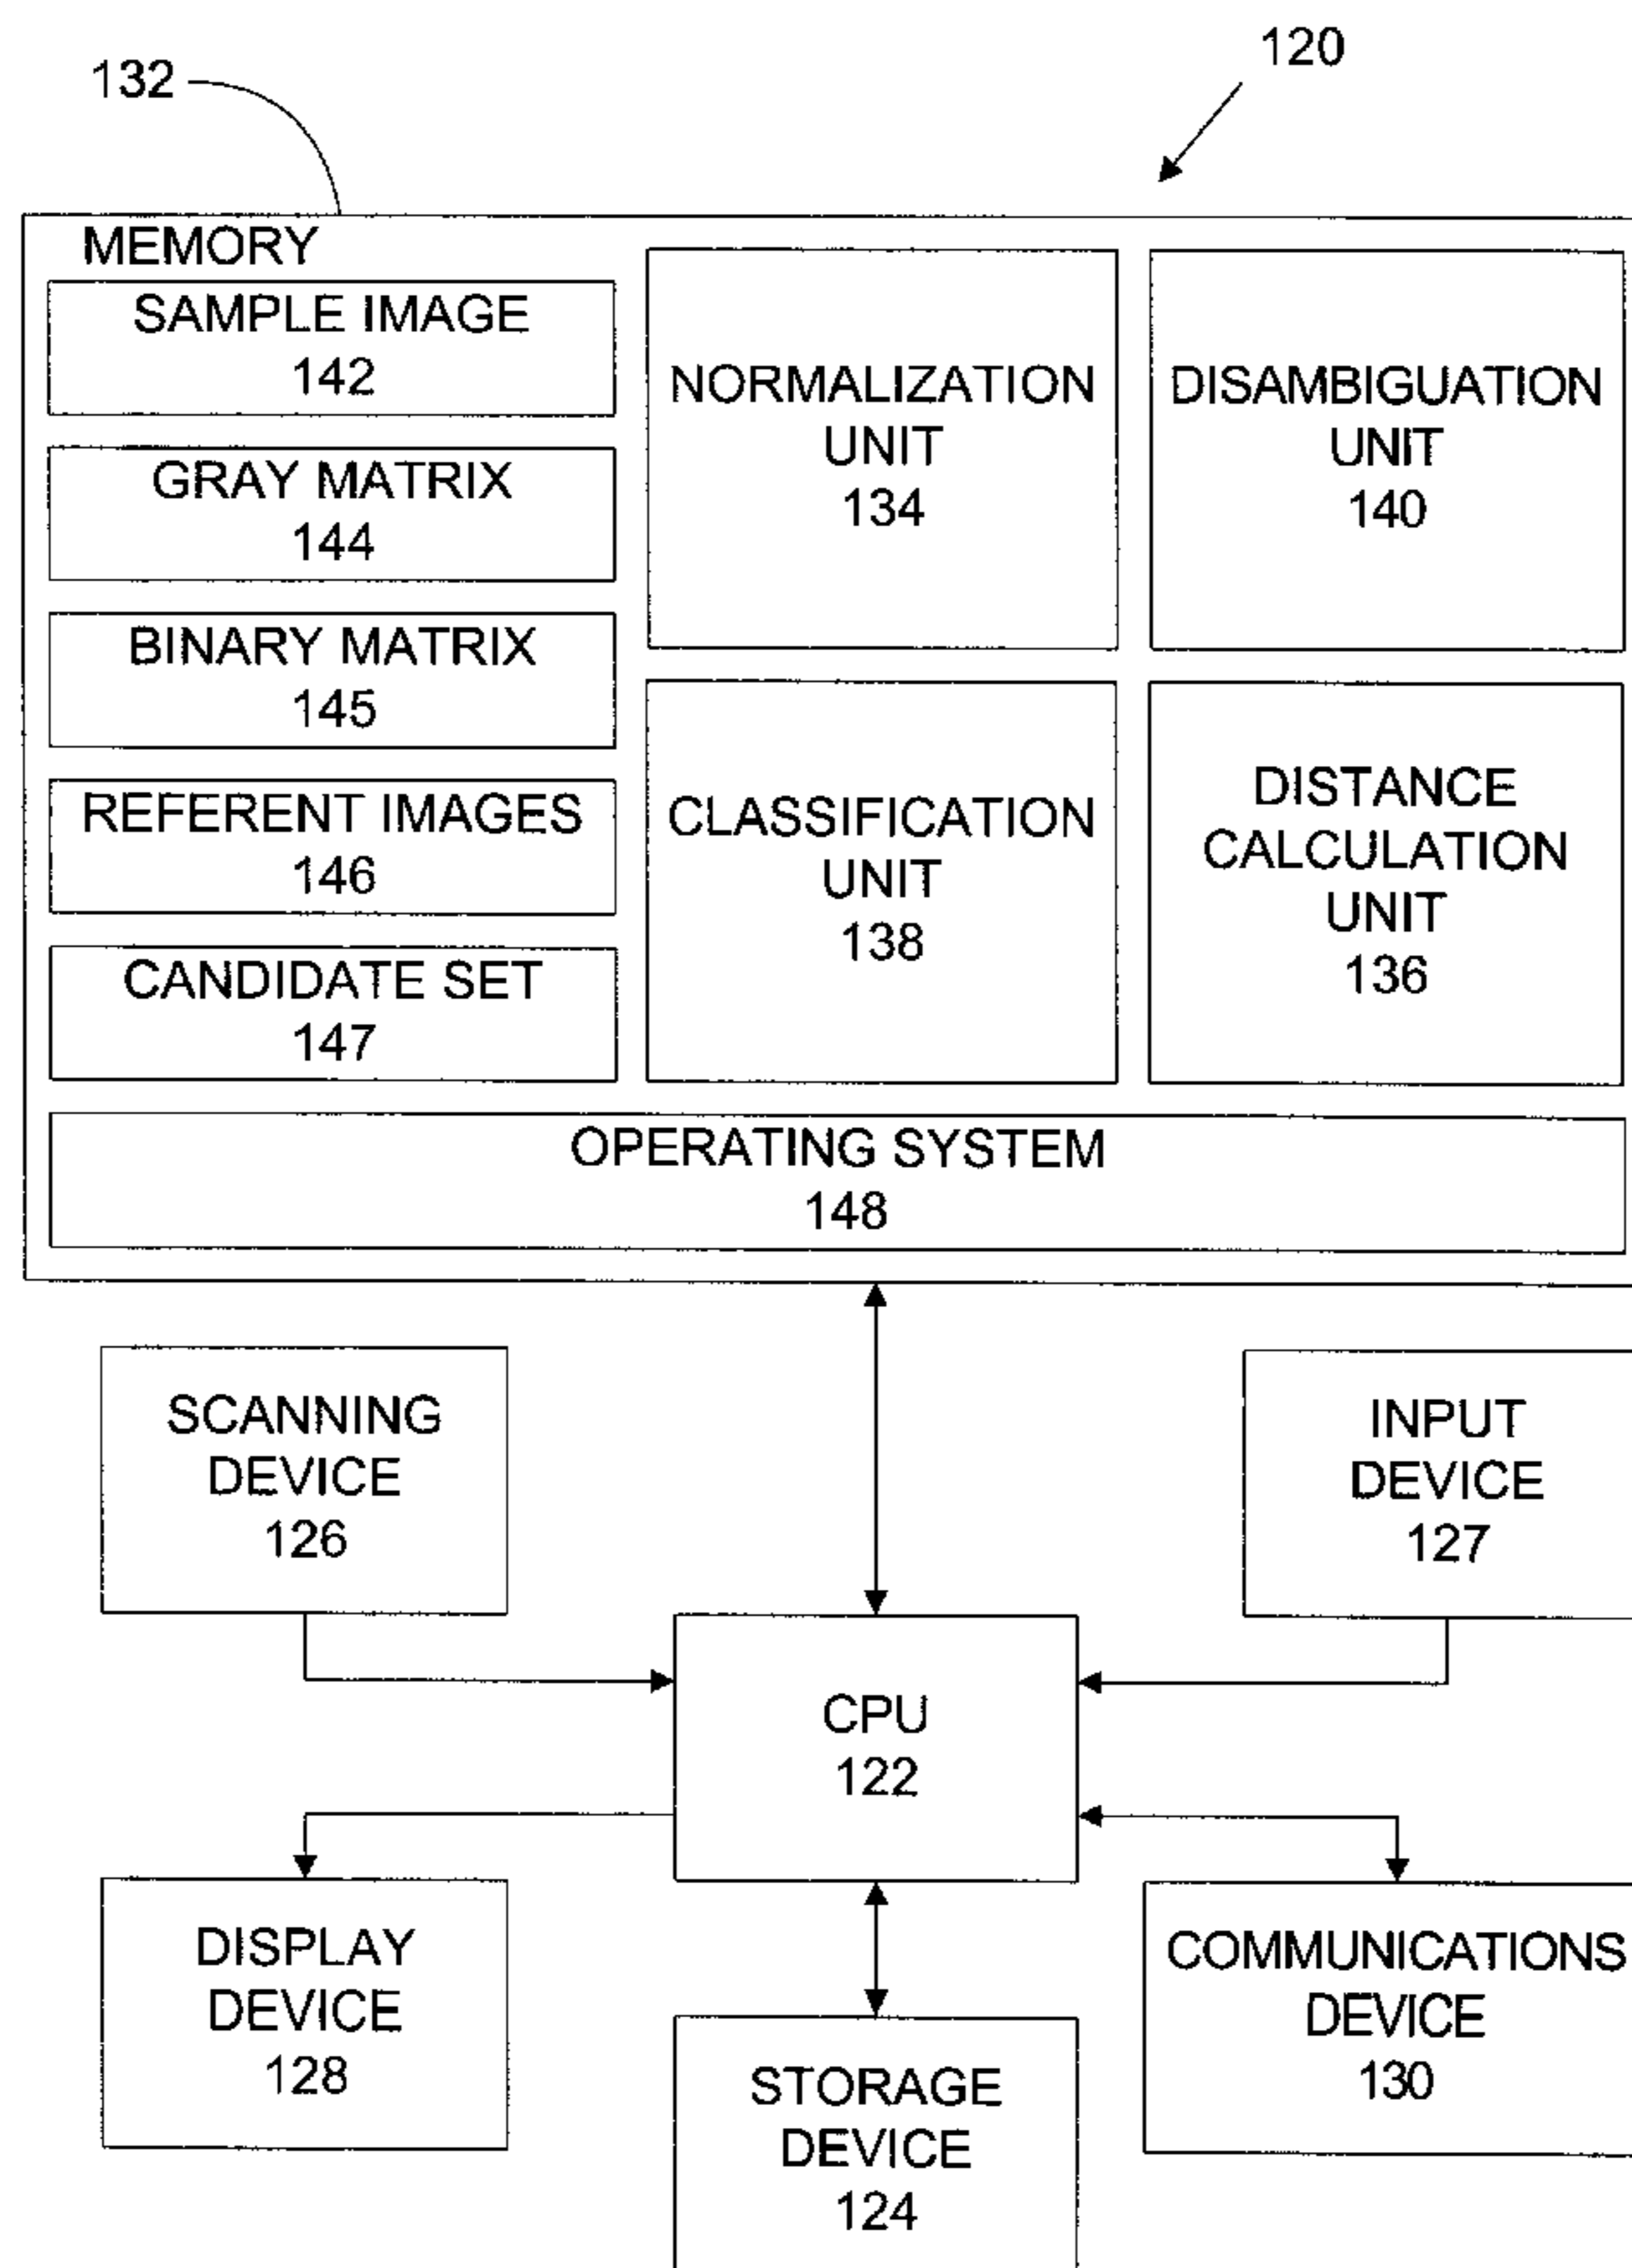 120
132
MEMORY
SAMPLE IMAGE
142
GRAY MATRIX
144
BINARY MATRIX
145
REFERENT IMAGES
146
CANDIDATE SET
147
NORMALIZATION
UNIT
134
DISAMBIGUATION
UNIT
140
CLASSIFICATION
UNIT
138
DISTANCE
CALCULATION
UNIT
136
OPERATING SYSTEM
148
SCANNING
DEVICE
126
INPUT
DEVICE
127
CPU
122
DISPLAY
DEVICE
128
STORAGE
DEVICE
124
COMMUNICATIONS
DEVICE
130